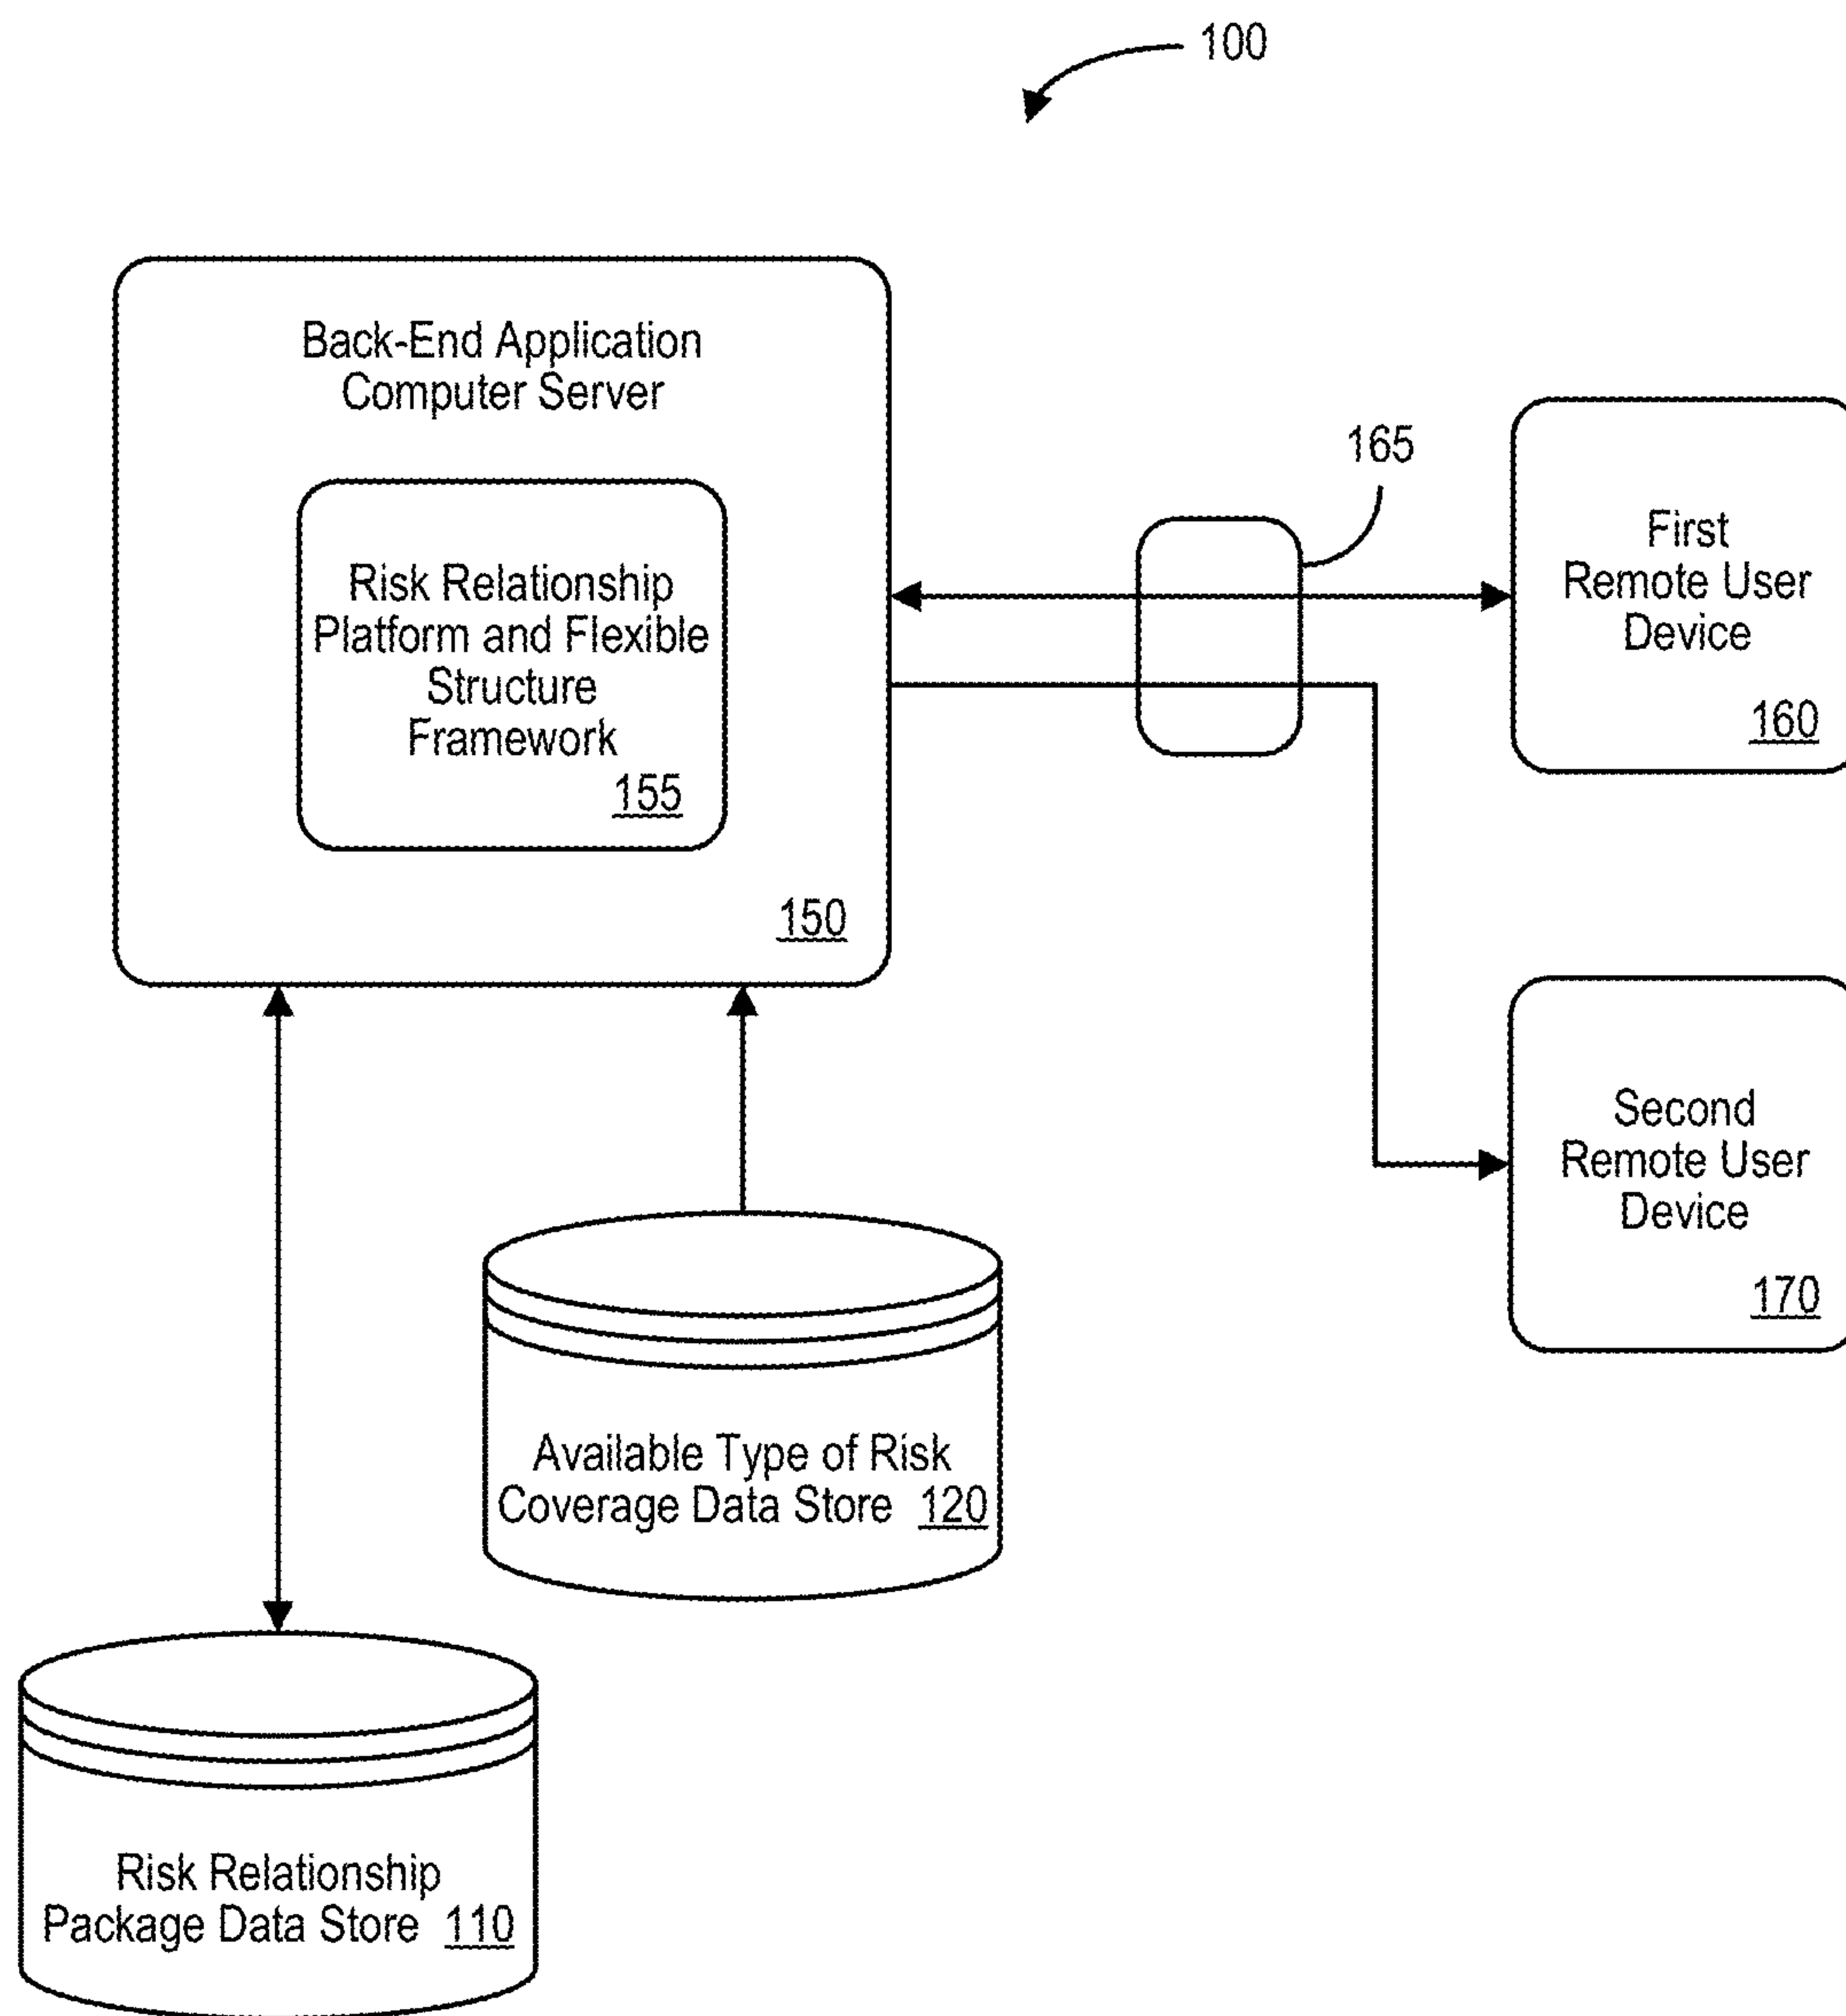 100
Back-End Application
Computer Server
Risk Relationship
Platform and Flexible
Structure
Framework
155
150
165
First
Remote User
Device
160
Second
Remote User
Device
170
Available Type of Risk
Coverage Data Store 120
Risk Relationship
Package Data Store 110